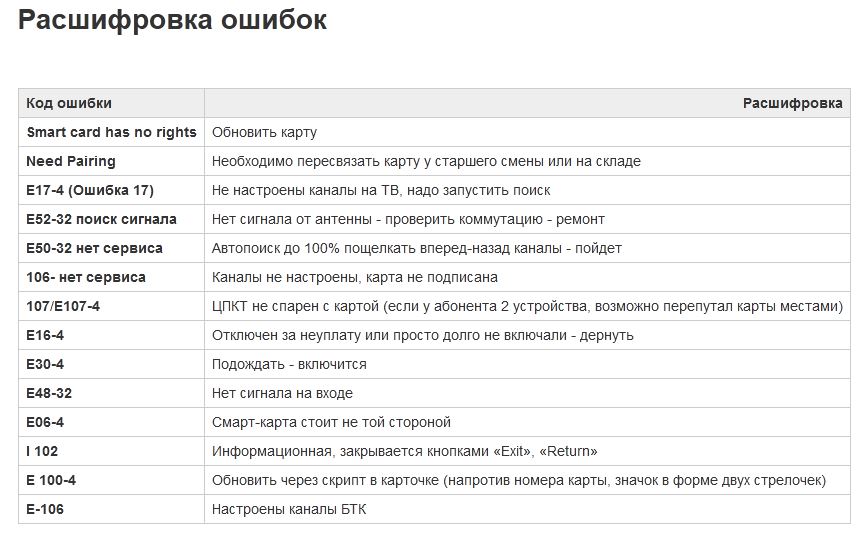 Расшифровка ошибок
Код ошибки Расшифровка
Smart card has no rights Обновить карту
Need Pairing Необходимо пересвязать карту у старшего смены или на складе
E17-4 (Ошибка 17) Не настроены каналы на ТВ, надо запустить поиск
E52-32 поиск сигнала Нет сигнала от антенны - проверить коммутацию - ремонт
E50-32 нет сервиса Автопоиск до 100% пощелкать вперед-назад каналы - пойдет
106- нет сервиса Каналы не настроены, карта не подписана
107/E107-4 ЦПКТ не спарен с картой (если у абонента 2 устройства, возможно перепутал карты местами)
E16-4 Отключен за неуплату или просто долго не включали - дернуть
E30-4 Подождать - включится
E48-32 Нет сигнала на входе
E06-4 Смарт-карта стоит не той стороной
I 102 Информационная, закрывается кнопками «Exit», «Return»
E 100-4 Обновить через скрипт в карточке (напротив номера карты, значок в форме двух стрелочек)
E-106 Настроены каналы БТК